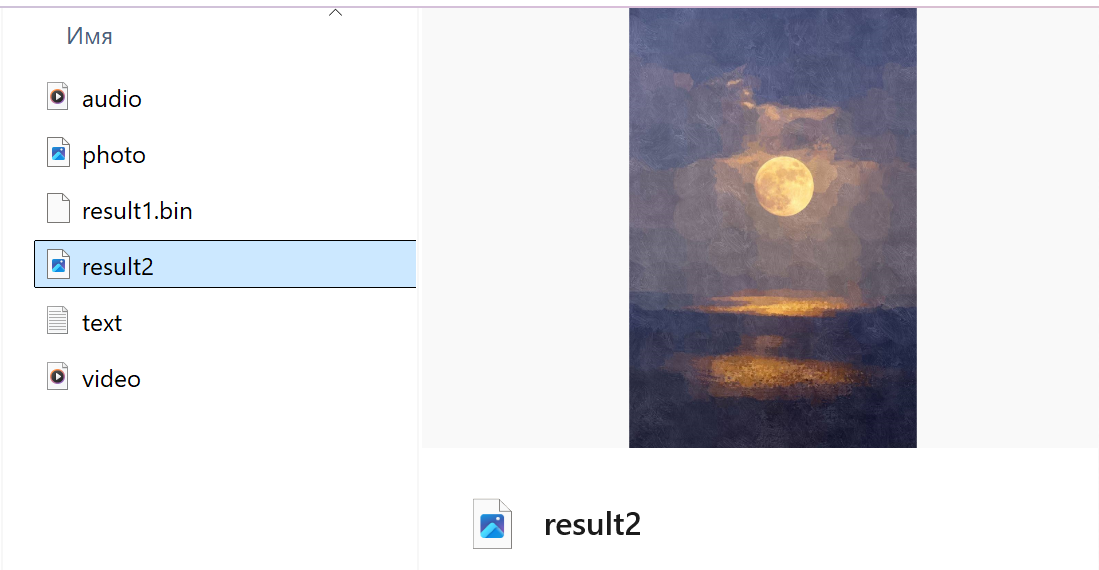 Имя
audio
photo
result1.bin
result2
text
video
result2